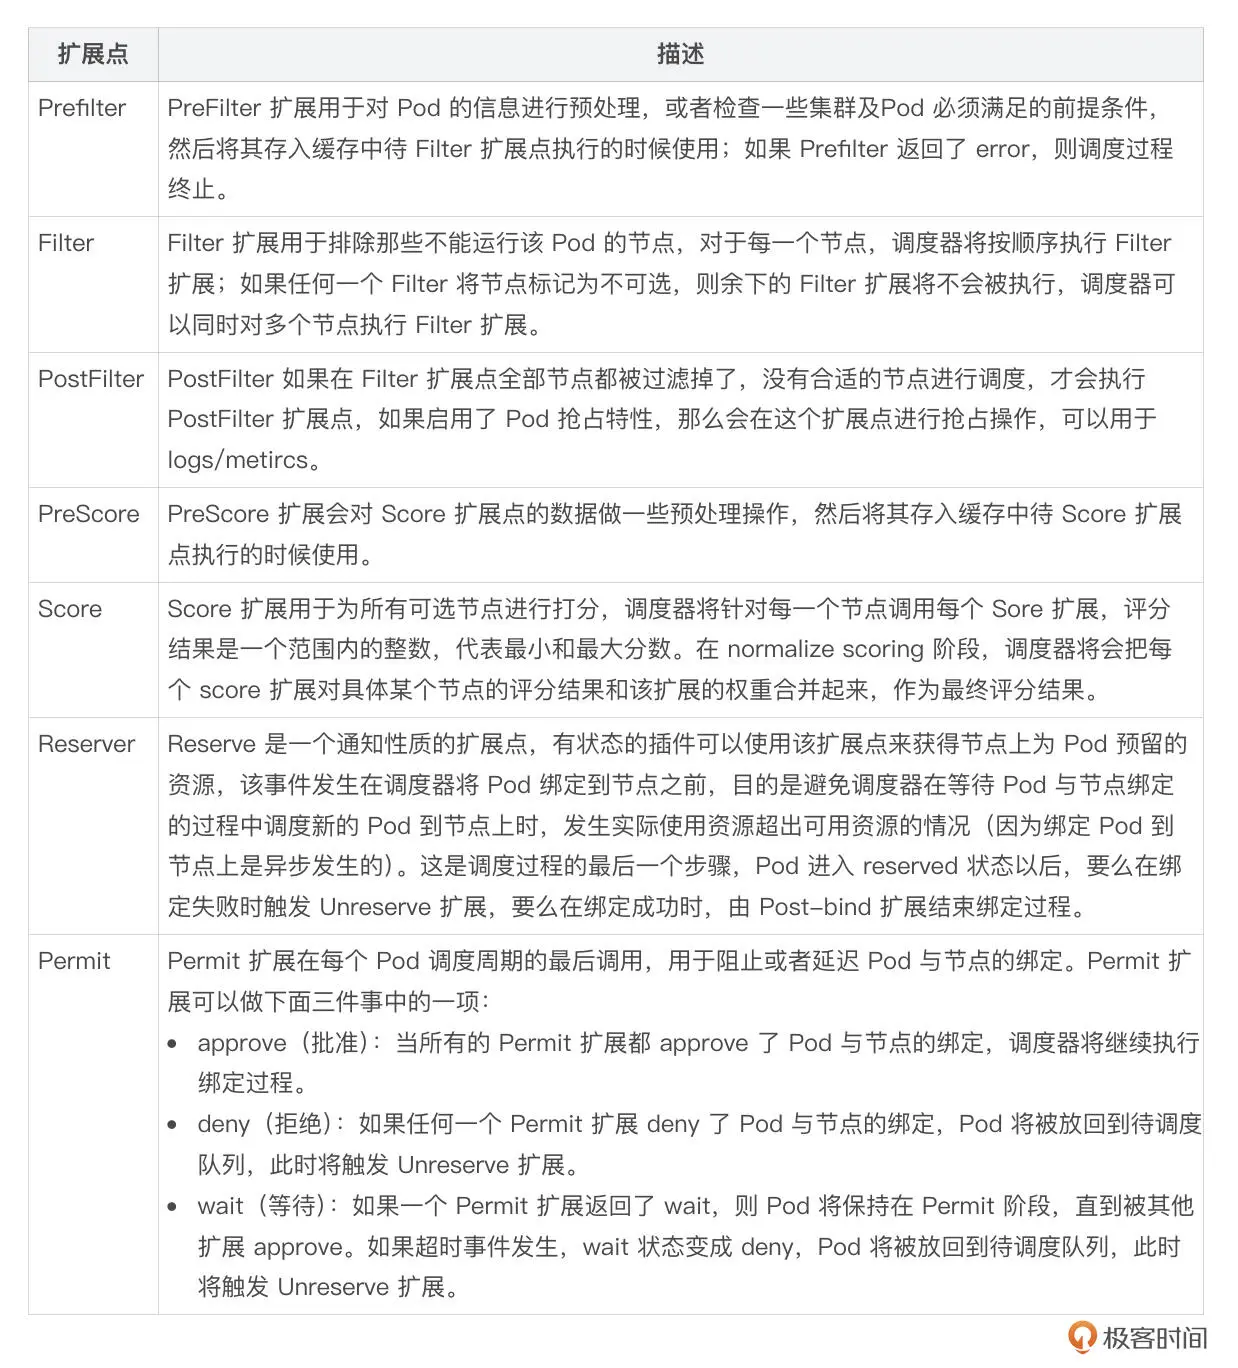 扩展点
描述
Prefilter
PreFilter 扩展用于对 Pod 的信息进行预处理，或者检查一些集群及Pod 必须满足的前提条件，
然后将其存入缓存中待 Filter 扩展点执行的时候使用；如果 Prefilter 返回了 error，则调度过程
终止。
Filter
Filter 扩展用于排除那些不能运行该 Pod 的节点，对于每一个节点，调度器将按顺序执行 Filter
扩展；如果任何一个 Filter 将节点标记为不可选，则余下的 Filter 扩展将不会被执行，调度器可
以同时对多个节点执行 Filter 扩展。
PostFilter
PostFilter 如果在 Filter 扩展点全部节点都被过滤掉了，没有合适的节点进行调度，才会执行
PostFilter 扩展点，如果启用了 Pod 抢占特性，那么会在这个扩展点进行抢占操作，可以用于
logs/metircs。
PreScore
PreScore 扩展会对 Score 扩展点的数据做一些预处理操作，然后将其存入缓存中待 Score 扩展
点执行的时候使用。
Score
Score 扩展用于为所有可选节点进行打分，调度器将针对每一个节点调用每个 Sore 扩展，评分
结果是一个范围内的整数，代表最小和最大分数。在 normalize scoring 阶段，调度器将会把每
个 score 扩展对具体某个节点的评分结果和该扩展的权重合并起来，作为最终评分结果。
Reserver
Reserve 是一个通知性质的扩展点，有状态的插件可以使用该扩展点来获得节点上为 Pod 预留的
资源，该事件发生在调度器将 Pod 绑定到节点之前，目的是避免调度器在等待 Pod 与节点绑定
的过程中调度新的 Pod 到节点上时，发生实际使用资源超出可用资源的情况（因为绑定 Pod 到
节点上是异步发生的）。这是调度过程的最后一个步骤，Pod 进入 reserved 状态以后，要么在绑
定失败时触发 Unreserve 扩展，要么在绑定成功时，由 Post-bind 扩展结束绑定过程。
Permit
Permit 扩展在每个 Pod 调度周期的最后调用，用于阻止或者延迟 Pod 与节点的绑定。Permit 扩
展可以做下面三件事中的一项：
• approve（批准）：当所有的 Permit 扩展都 approve 了 Pod 与节点的绑定，调度器将继续执行
绑定过程。
• deny（拒绝）：如果任何一个 Permit 扩展 deny 了 Pod 与节点的绑定，Pod 将被放回到待调度
队列，此时将触发 Unreserve 扩展。
• wait（等待）：如果一个 Permit 扩展返回了 wait，则 Pod 将保持在 Permit 阶段，直到被其他
扩展 approve。如果超时事件发生，wait 状态变成 deny，Pod 将被放回到待调度队列，此时
将触发 Unreserve 扩展。
极客时间